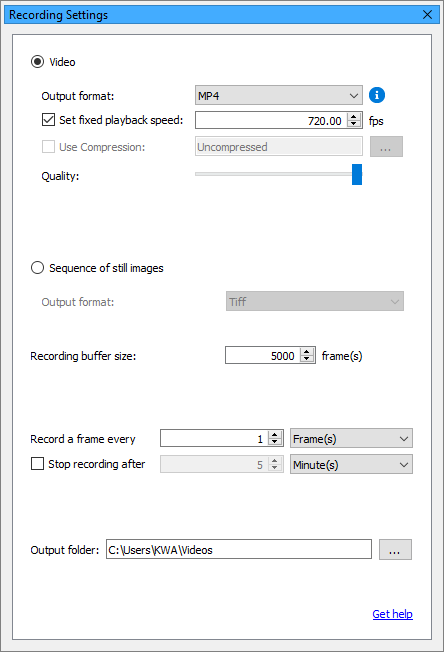 Recording Settings
Video
Output format: MP4
Set fixed playback speed: 720.00 fps
Use Compression: Uncompressed ...
Quality:
Sequence of still images
Output format: Tiff
Recording buffer size: 5000 frame(s)
Record a frame every 1 Frame(s)
Stop recording after 5 Minute(s)
Output folder: C:\Users\KWA\Videos ...
Get help